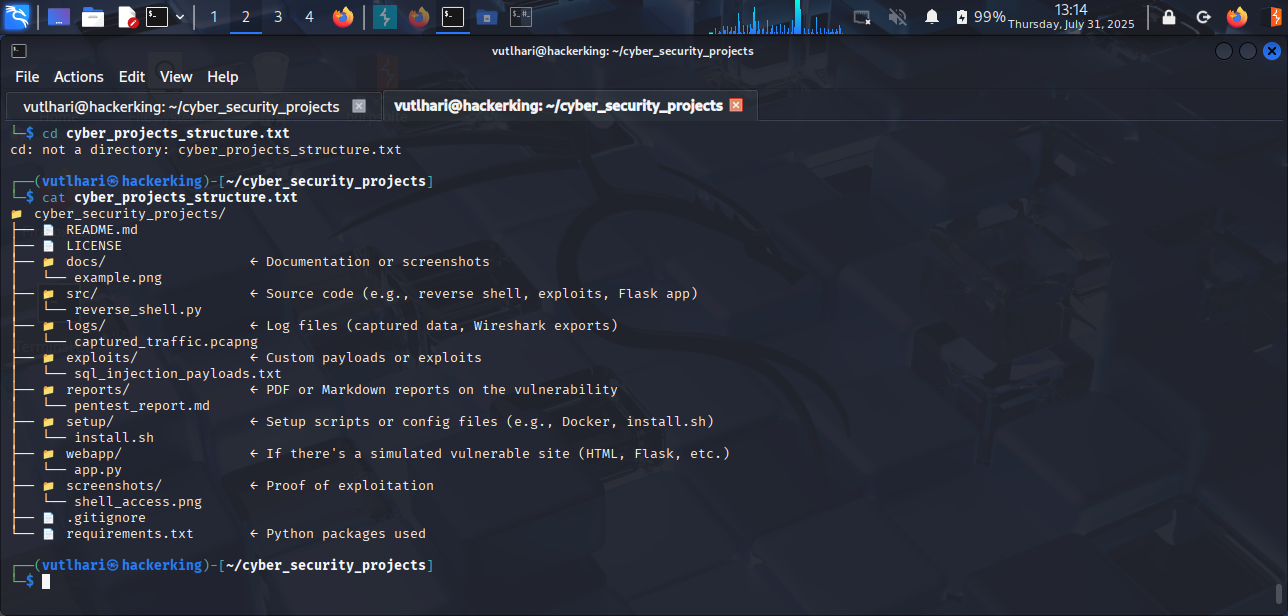 1 2 3 4 99% 13:14
Thursday, July 31, 2025
vutlhari@hackerking: ~/cyber_security_projects
File Actions Edit View Help
vutlhari@hackerking: ~/cyber_security_projects vutlhari@hackerking: ~/cyber_security_projects
└─$ cd cyber_projects_structure.txt
cd: not a directory: cyber_projects_structure.txt
┌──(vutlhari㉿hackerking)-[~/cyber_security_projects]
└─$ cat cyber_projects_structure.txt
📁 cyber_security_projects/
├── 📄 README.md
├── 📄 LICENSE
├── 📁 docs/ ← Documentation or screenshots
│   └── example.png
├── 📁 src/ ← Source code (e.g., reverse shell, exploits, Flask app)
│   └── reverse_shell.py
├── 📁 logs/ ← Log files (captured data, Wireshark exports)
│   └── captured_traffic.pcapng
├── 📁 exploits/ ← Custom payloads or exploits
│   └── sql_injection_payloads.txt
├── 📁 reports/ ← PDF or Markdown reports on the vulnerability
│   └── pentest_report.md
├── 📁 setup/ ← Setup scripts or config files (e.g., Docker, install.sh)
│   └── install.sh
├── 📁 webapp/ ← If there's a simulated vulnerable site (HTML, Flask, etc.)
│   └── app.py
├── 📁 screenshots/ ← Proof of exploitation
│   └── shell_access.png
├── 📄 .gitignore
└── 📄 requirements.txt ← Python packages used
┌──(vutlhari㉿hackerking)-[~/cyber_security_projects]
└─$